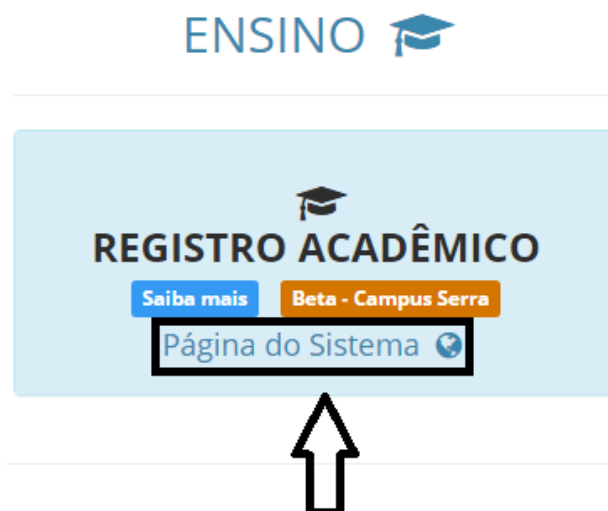 ENSINO
REGISTRO ACADÊMICO
Saiba mais Beta - Campus Serra
Página do Sistema